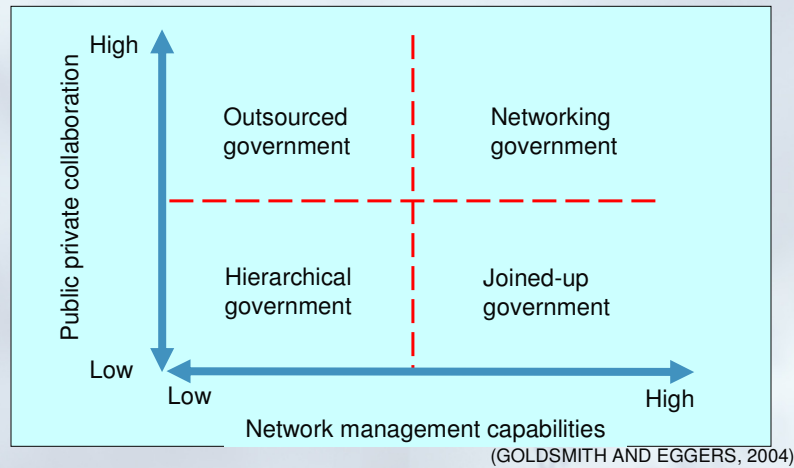 High
Public private collaboration
Outsourced
government
Networking
government
Hierarchical
government
Joined-up
government
Low
Low
High
Network management capabilities
(GOLDSMITH AND EGGERS, 2004)